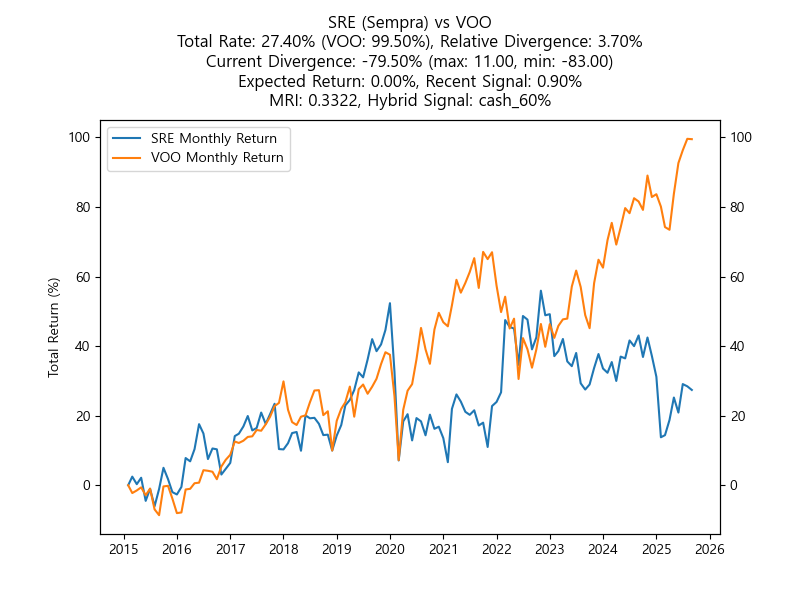 SRE (Sempra) vs VOO
Total Rate: 27.40% (VOO: 99.50%), Relative Divergence: 3.70%
Current Divergence: -79.50% (max: 11.00, min: -83.00)
Expected Return: 0.00%, Recent Signal: 0.90%
MRI: 0.3322, Hybrid Signal: cash_60%
SRE Monthly Return
VOO Monthly Return
Total Return (%)
100
80
60
40
20
0
100
80
60
40
20
0
2015 2016 2017 2018 2019 2020 2021 2022 2023 2024 2025 2026